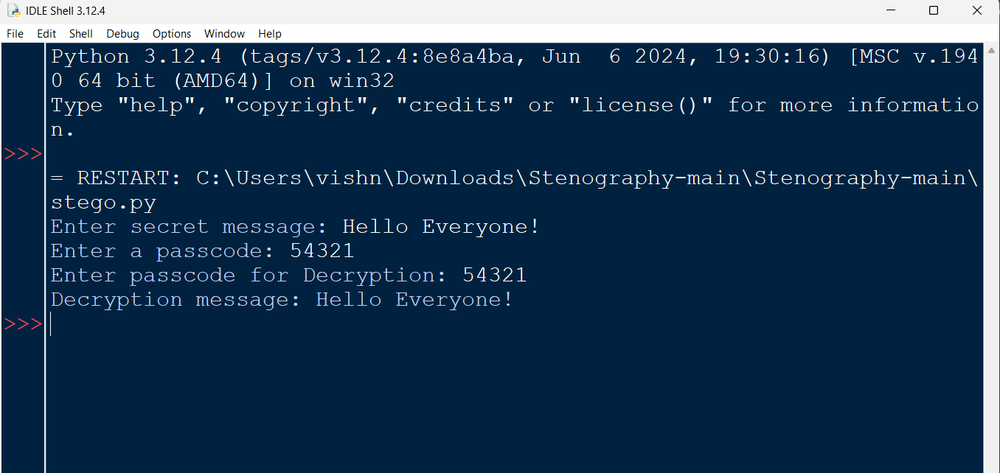 IDLE Shell 3.12.4
File Edit Shell Debug Options Window Help
Python 3.12.4 (tags/v3.12.4:8e8a4ba, Jun  6 2024, 19:30:16) [MSC v.194
0 64 bit (AMD64)] on win32
Type "help", "copyright", "credits" or "license()" for more informatio
n.
>>>
= RESTART: C:\Users\vishn\Downloads\Stenography-main\Stenography-main\
stego.py
Enter secret message: Hello Everyone!
Enter a passcode: 54321
Enter passcode for Decryption: 54321
Decryption message: Hello Everyone!
>>>